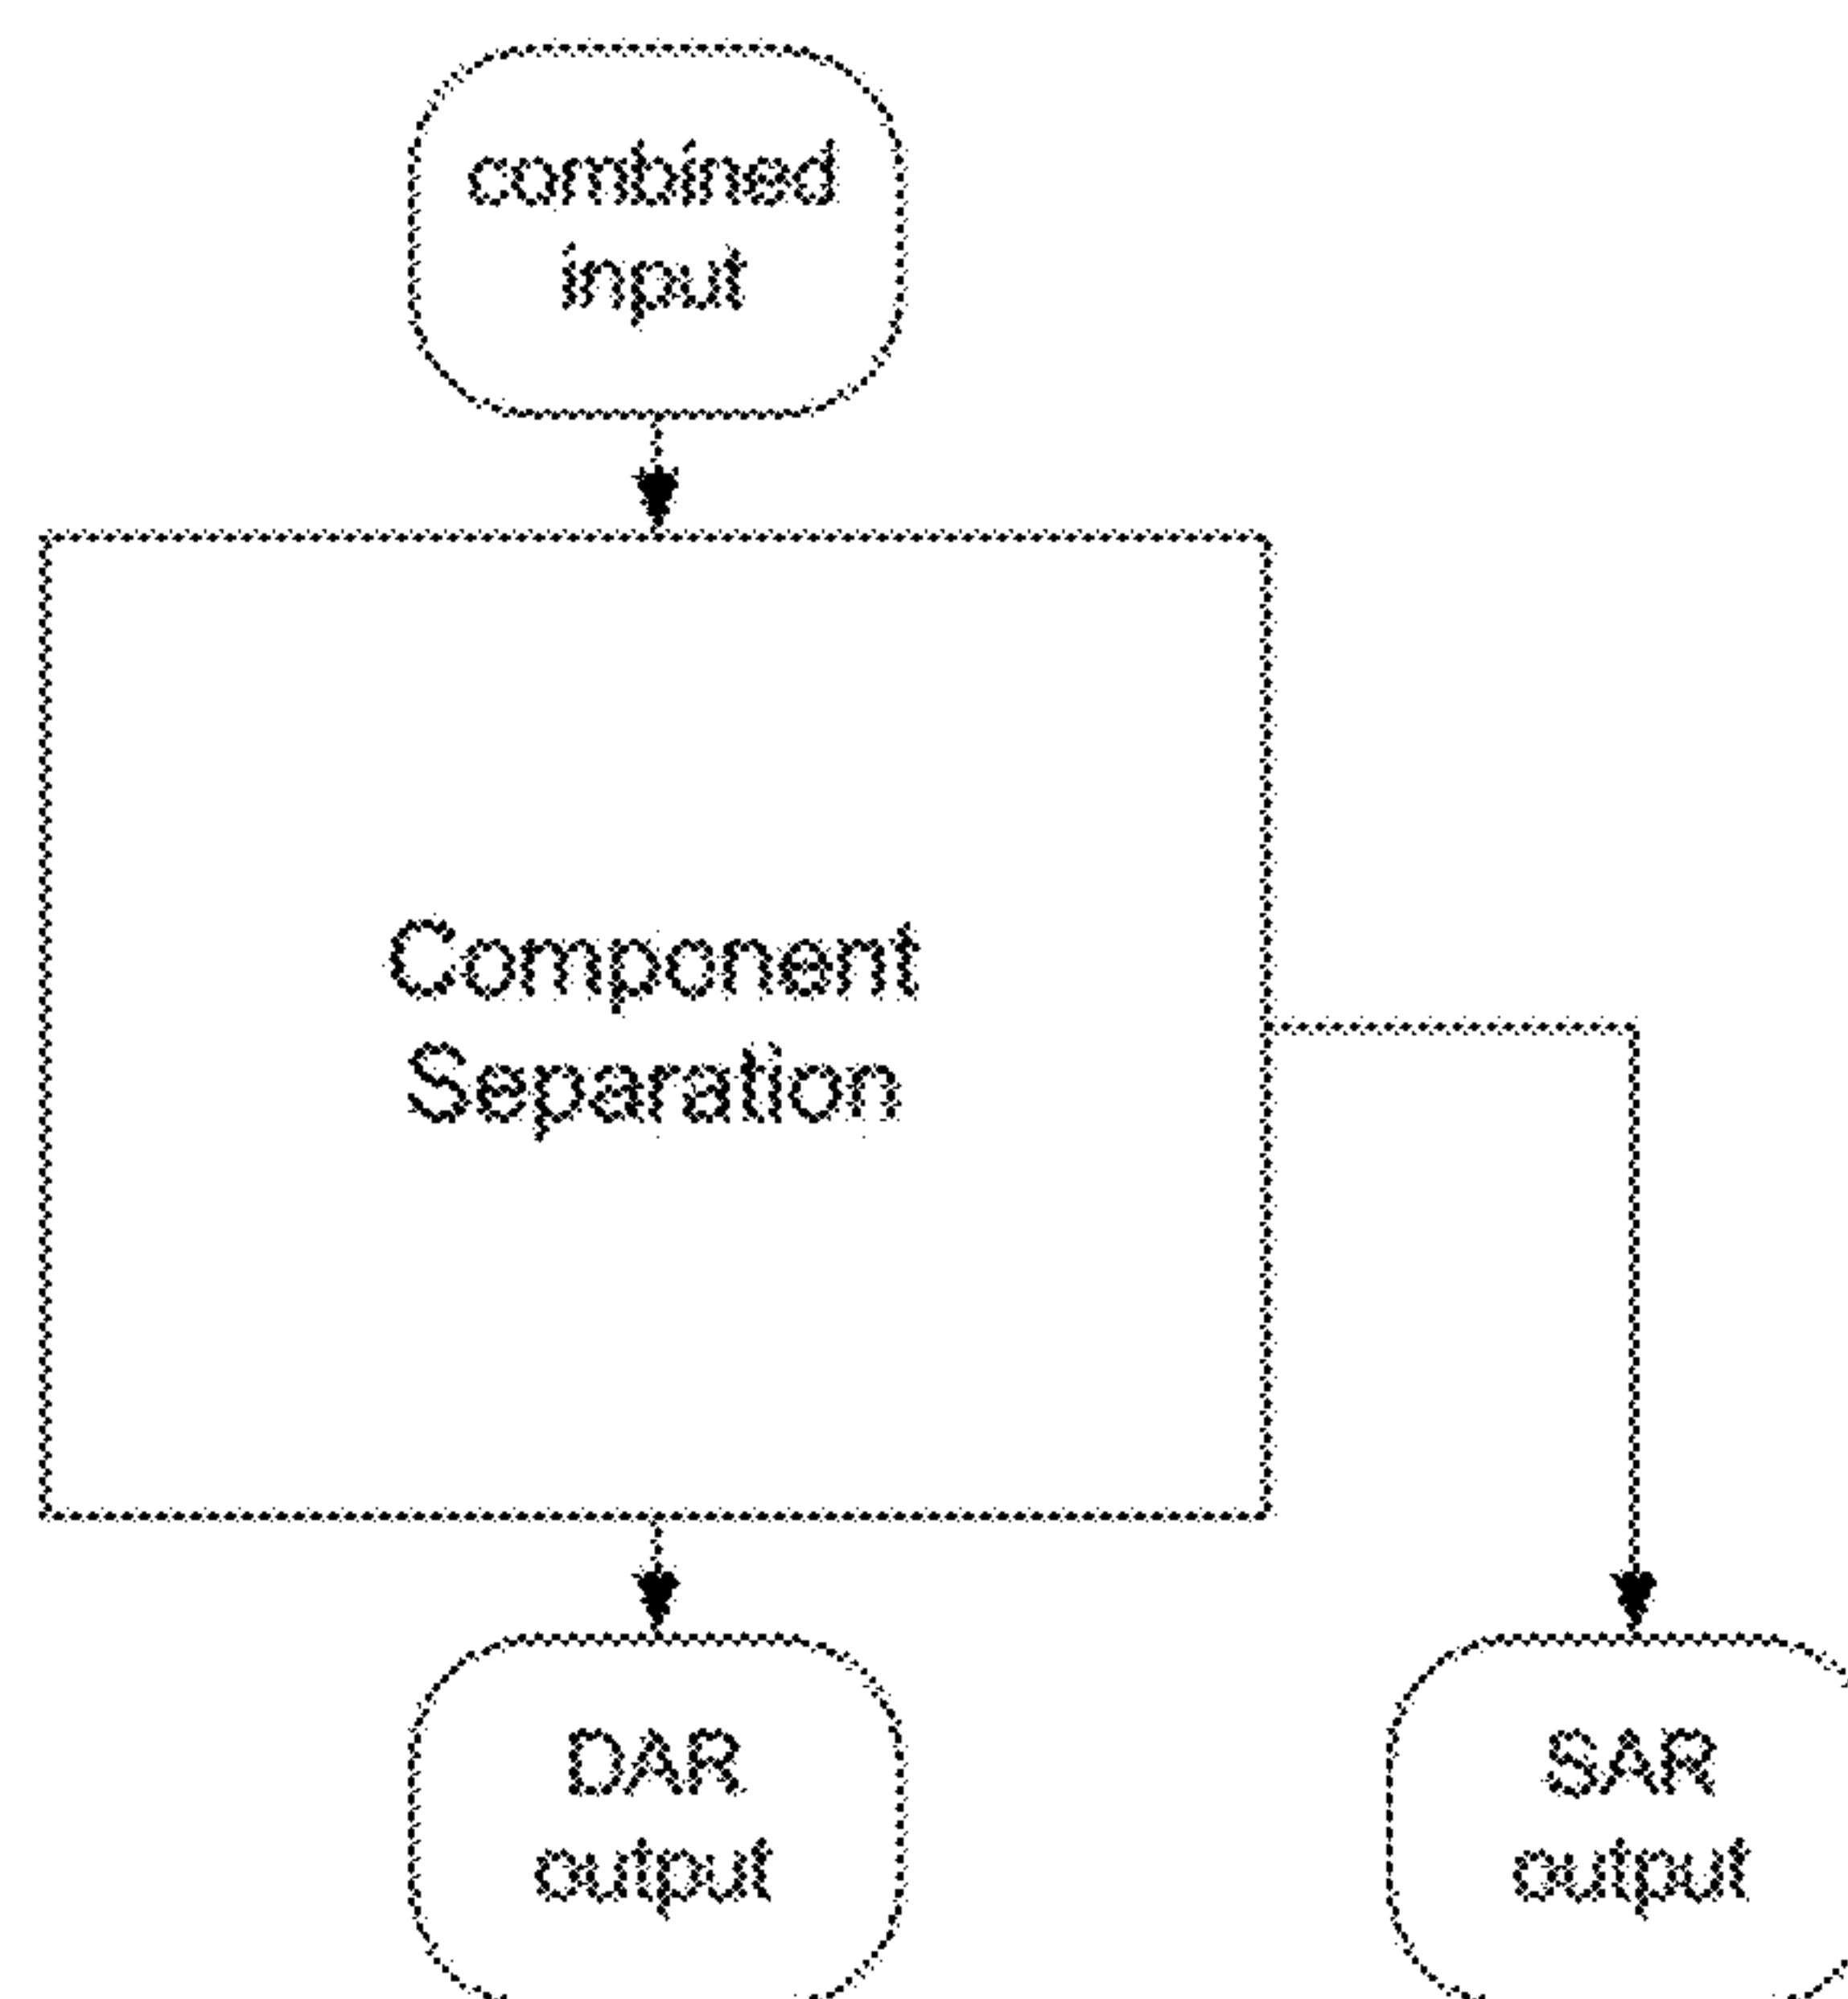 combined
input
Component
Separation
DAR
output
SAR
output